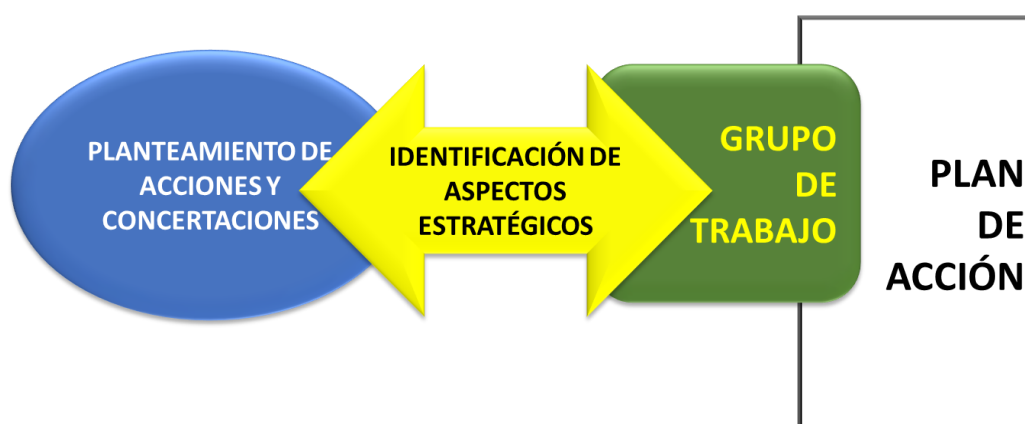 PLANTEAMIENTO DE
ACCIONES Y
CONCERTACIONES
IDENTIFICACIÓN DE
ASPECTOS
ESTRATÉGICOS
GRUPO
DE
TRABAJO
PLAN
DE
ACCIÓN